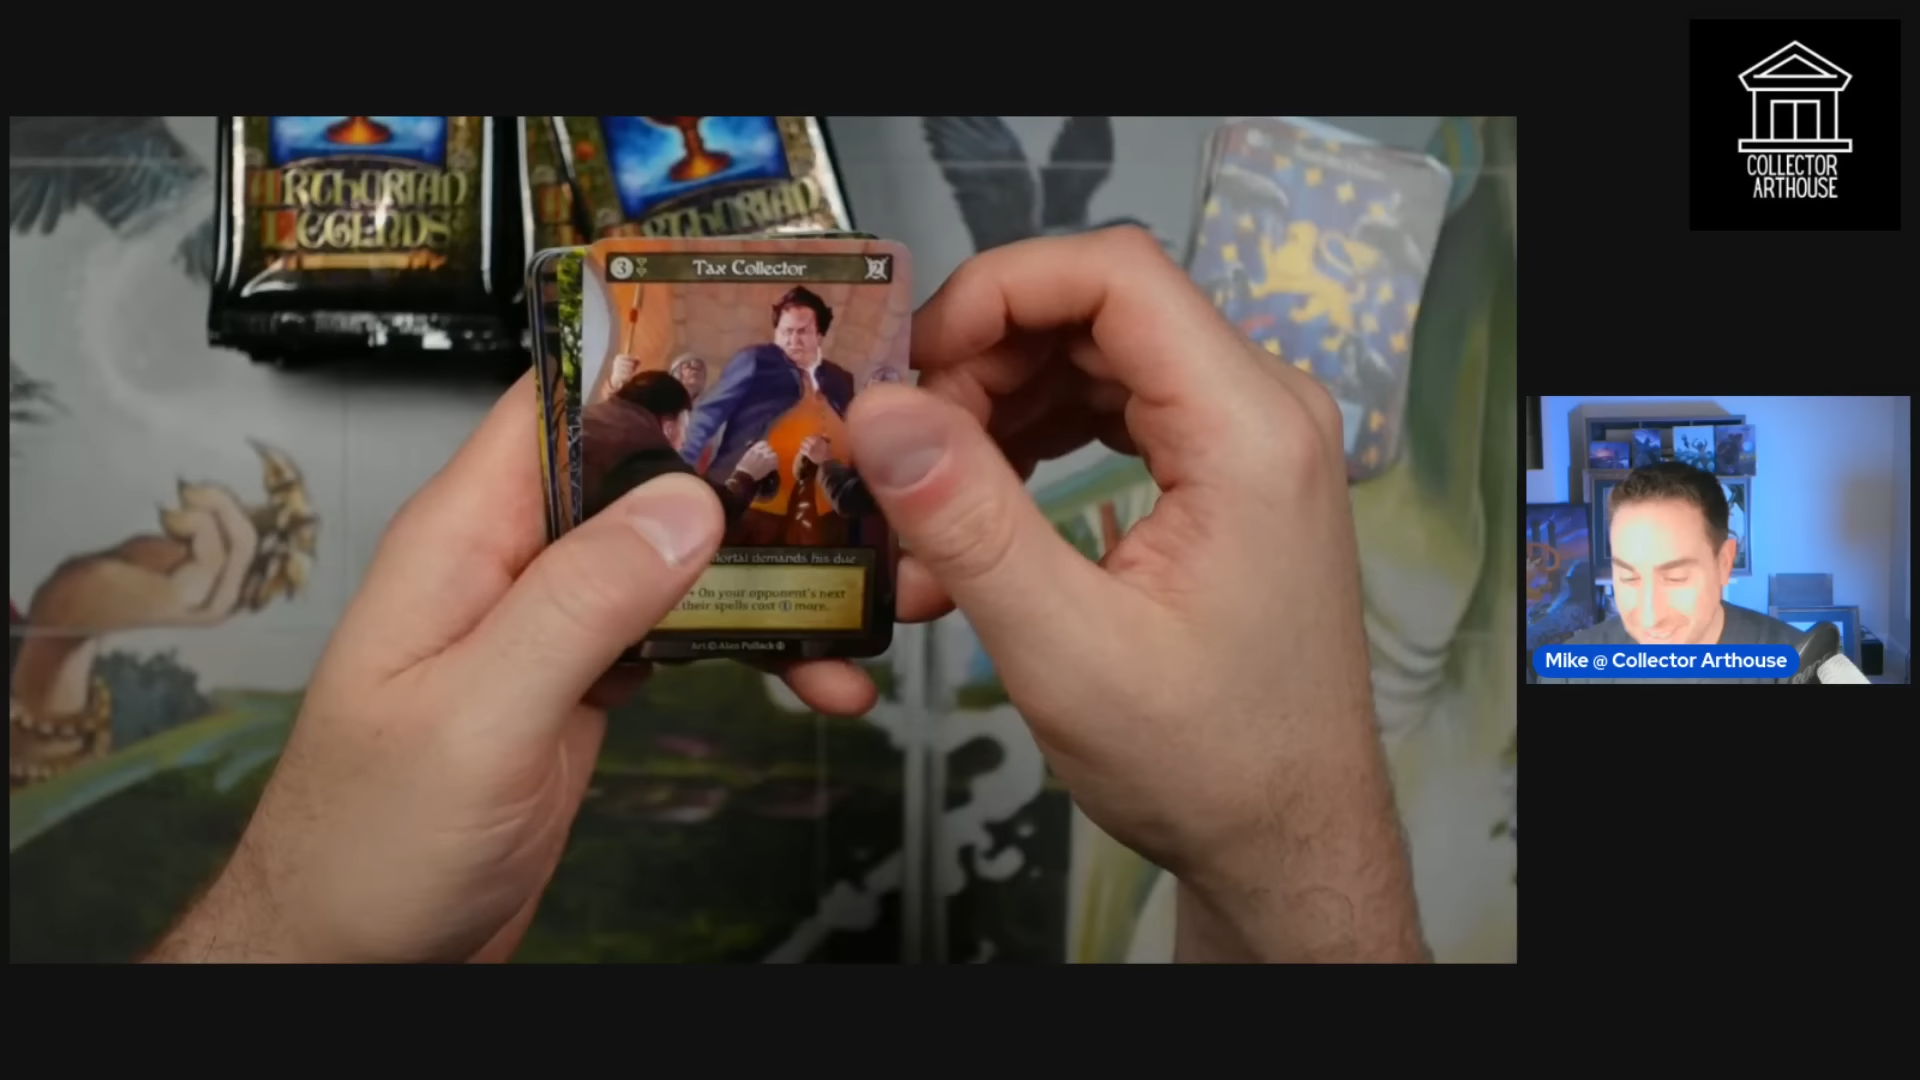 COLLECTOR
ARTHOUSE
ARTHURIAN
LEGENDS
ARTHURIAN
3
Tax Collector
2
Mortal demands his due
On your opponent's next
their spells cost 1 more.
Art © Alan Pollack
Mike @ Collector Arthouse